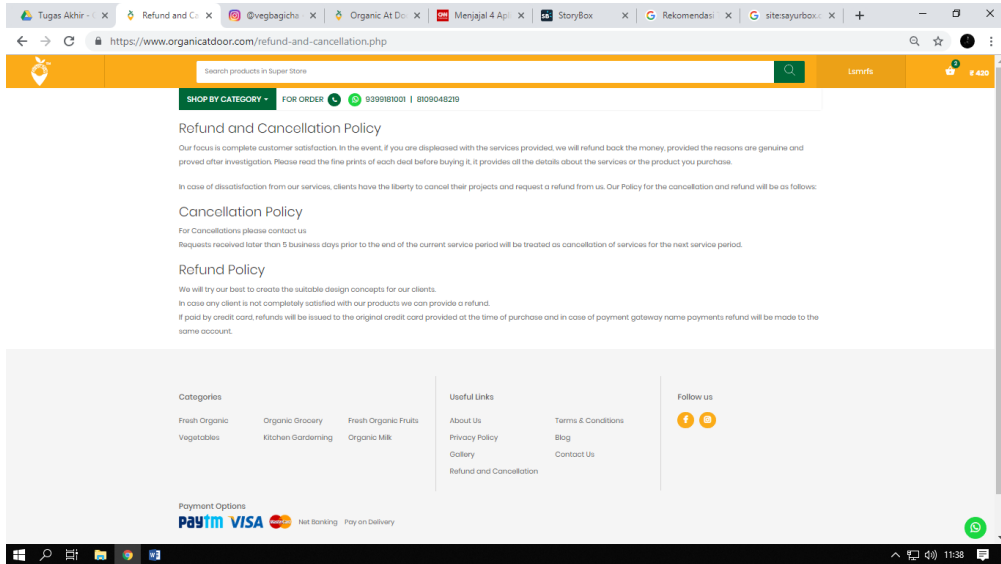 Tugas Akhir - G
Refund and Ca
@vegbagicha
Organic At Do
Menjajal 4 Apl
StoryBox
Rekomendasi
site:sayurbox.c
https://www.organicatdoor.com/refund-and-cancellation.php
Search products in Super Store
Lsmrfs
3
₹ 430
SHOP BY CATEGORY
FOR ORDER
9399181001 | 8109048219
Refund and Cancellation Policy
Our focus is complete customer satisfaction. In the event, if you are displeased with the services provided, we will refund back the money, provided the reasons are genuine and
proved after investigation. Please read the fine prints of each deal before buying it, it provides all the details about the services or the product you purchase.
In case of dissatisfaction from our services, clients have the liberty to cancel their projects and request a refund from us. Our Policy for the cancellation and refund will be as follows:
Cancellation Policy
For Cancellations please contact us
Requests received later than 5 business days prior to the end of the current service period will be treated as cancellation of services for the next service period.
Refund Policy
We will try our best to create the suitable design concepts for our clients.
In case any client is not completely satisfied with our products we can provide a refund.
If paid by credit card, refunds will be issued to the original credit card provided at the time of purchase and in case of payment gateway name payments refund will be made to the
same account.
Categories
Fresh Organic Vegetables
Organic Grocery
Fresh Organic Fruits
Kitchen Garderning
Organic Milk
Useful Links
About Us
Terms & Conditions
Privacy Policy
Blog
Gallery
Contact Us
Refund and Cancellation
Follow us
Payment Options
Paytm VISA MasterCard Net Banking Pay on Delivery
11:38